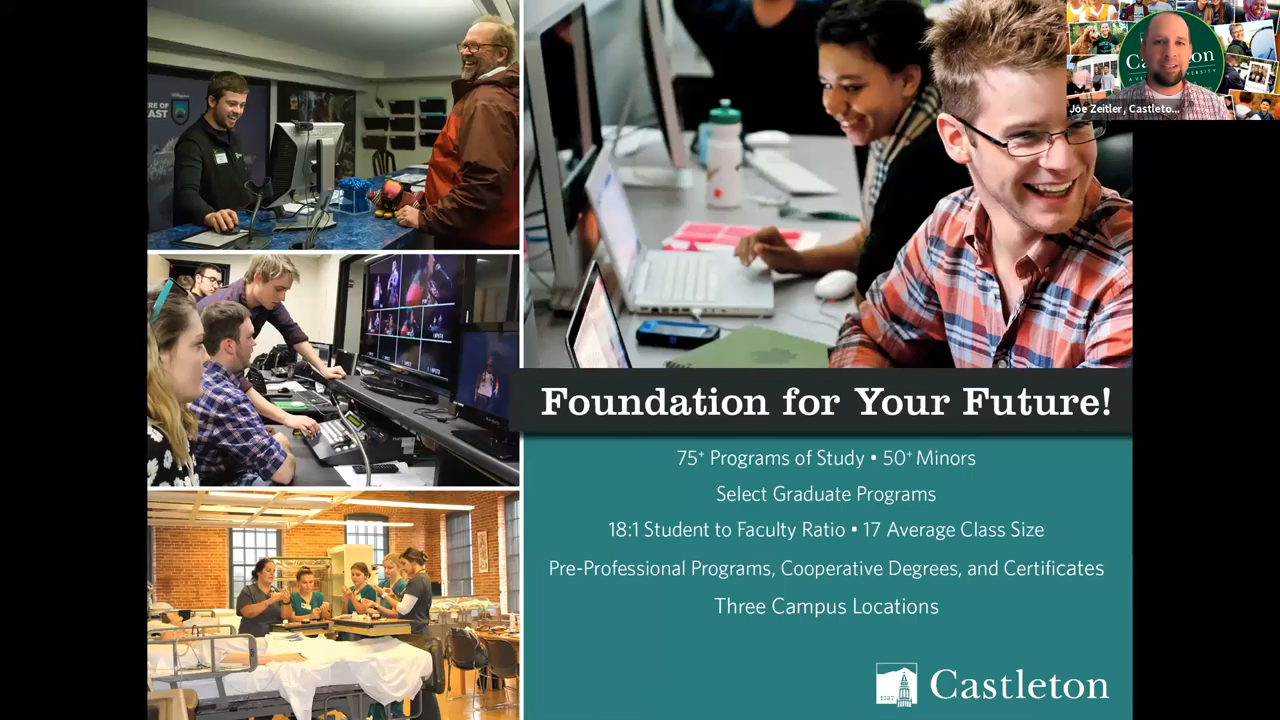 Joe Zeitler, Castleto...
Foundation for Your Future!
75+ Programs of Study • 50+ Minors
Select Graduate Programs
18:1 Student to Faculty Ratio • 17 Average Class Size
Pre-Professional Programs, Cooperative Degrees, and Certificates
Three Campus Locations
1787
Castleton